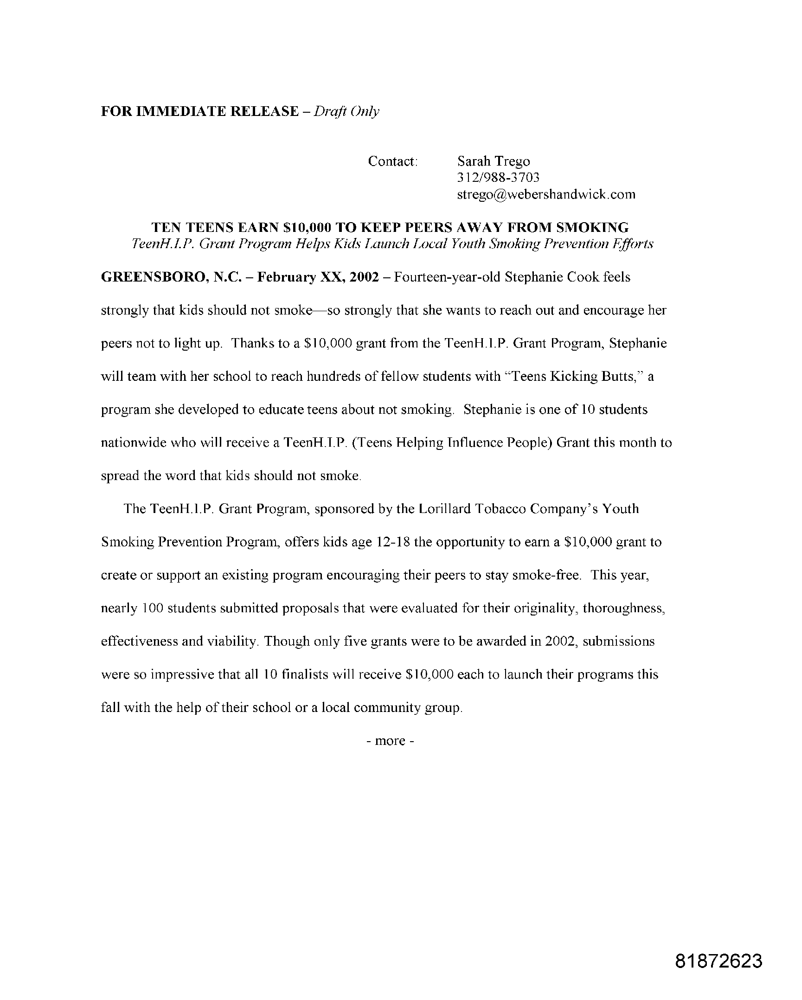 FOR IMMEDIATE RELEASE – Draft Only
Contact: Sarah Trego
312/988-3703
strego@webershandwick.com
TEN TEENS EARN $10,000 TO KEEP PEERS AWAY FROM SMOKING
TeenH.I.P. Grant Program Helps Kids Launch Local Youth Smoking Prevention Efforts
GREENSBORO, N.C. – February XX, 2002 – Fourteen-year-old Stephanie Cook feels
strongly that kids should not smoke—so strongly that she wants to reach out and encourage her
peers not to light up. Thanks to a $10,000 grant from the TeenH.I.P. Grant Program, Stephanie
will team with her school to reach hundreds of fellow students with “Teens Kicking Butts,” a
program she developed to educate teens about not smoking. Stephanie is one of 10 students
nationwide who will receive a TeenH.I.P. (Teens Helping Influence People) Grant this month to
spread the word that kids should not smoke.
The TeenH.I.P. Grant Program, sponsored by the Lorillard Tobacco Company’s Youth
Smoking Prevention Program, offers kids age 12-18 the opportunity to earn a $10,000 grant to
create or support an existing program encouraging their peers to stay smoke-free. This year,
nearly 100 students submitted proposals that were evaluated for their originality, thoroughness,
effectiveness and viability. Though only five grants were to be awarded in 2002, submissions
were so impressive that all 10 finalists will receive $10,000 each to launch their programs this
fall with the help of their school or a local community group.
- more -
81872623